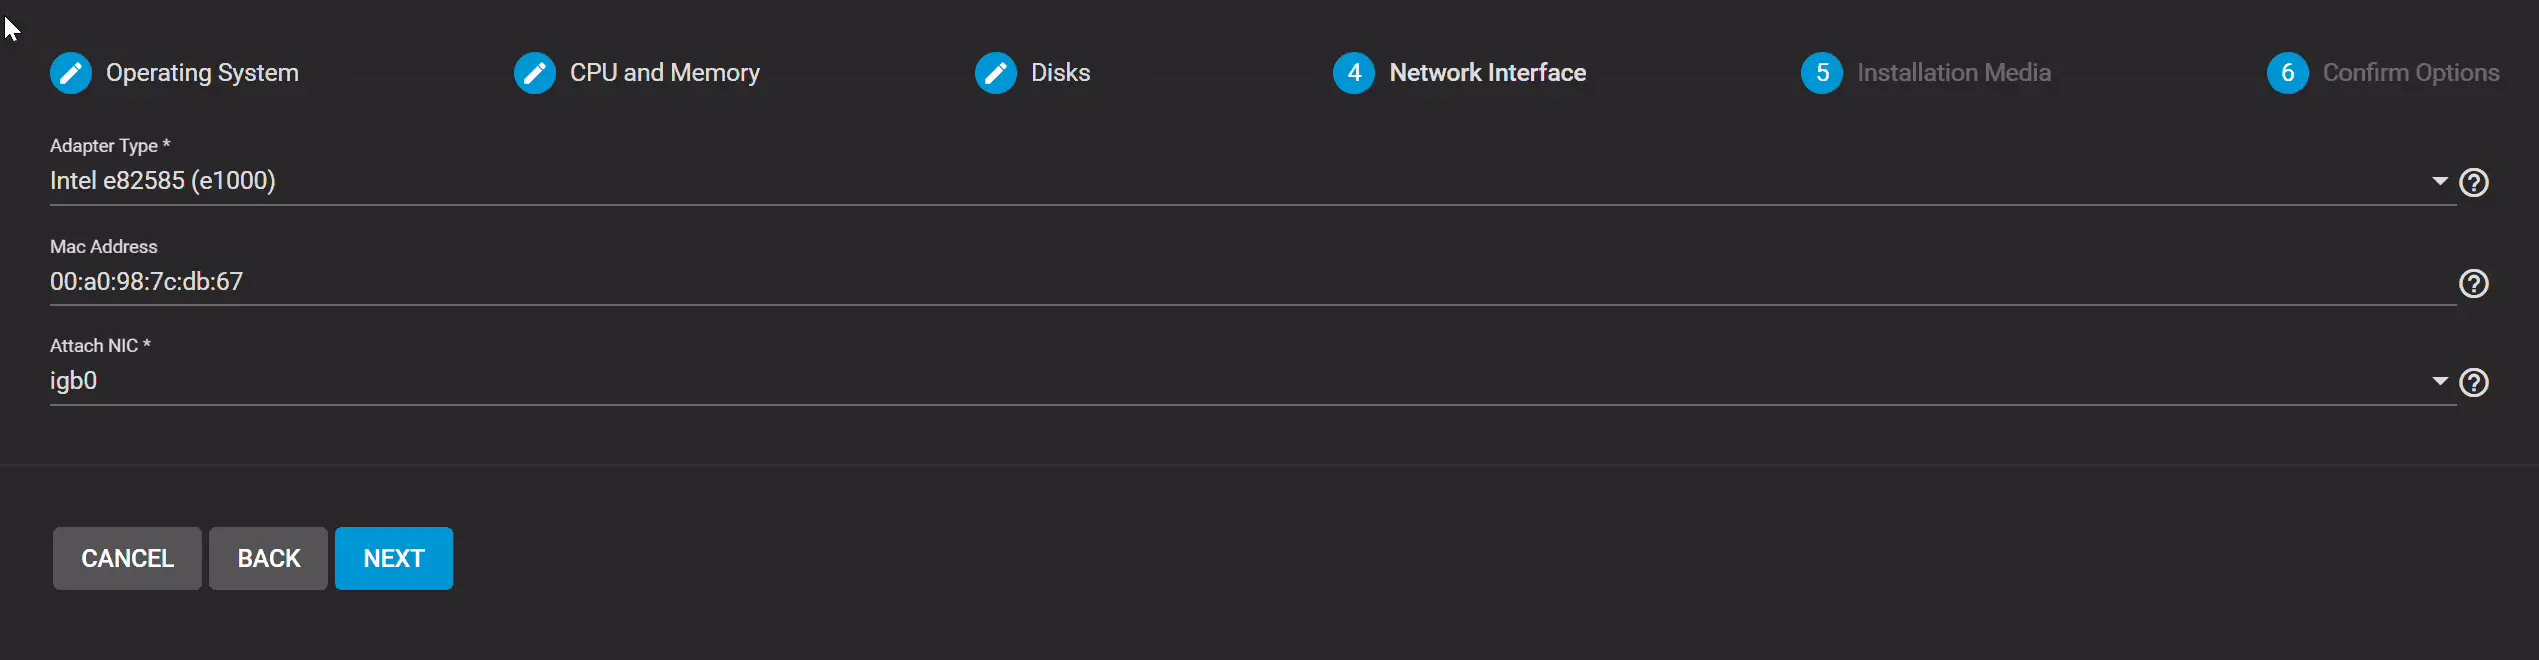 Operating System
CPU and Memory
Disks
4 Network Interface
5 Installation Media
6 Confirm Options
Adapter Type *
Intel e82585 (e1000)
?
Mac Address
00:a0:98:7c:db:67
?
Attach NIC *
igb0
?
CANCEL
BACK
NEXT